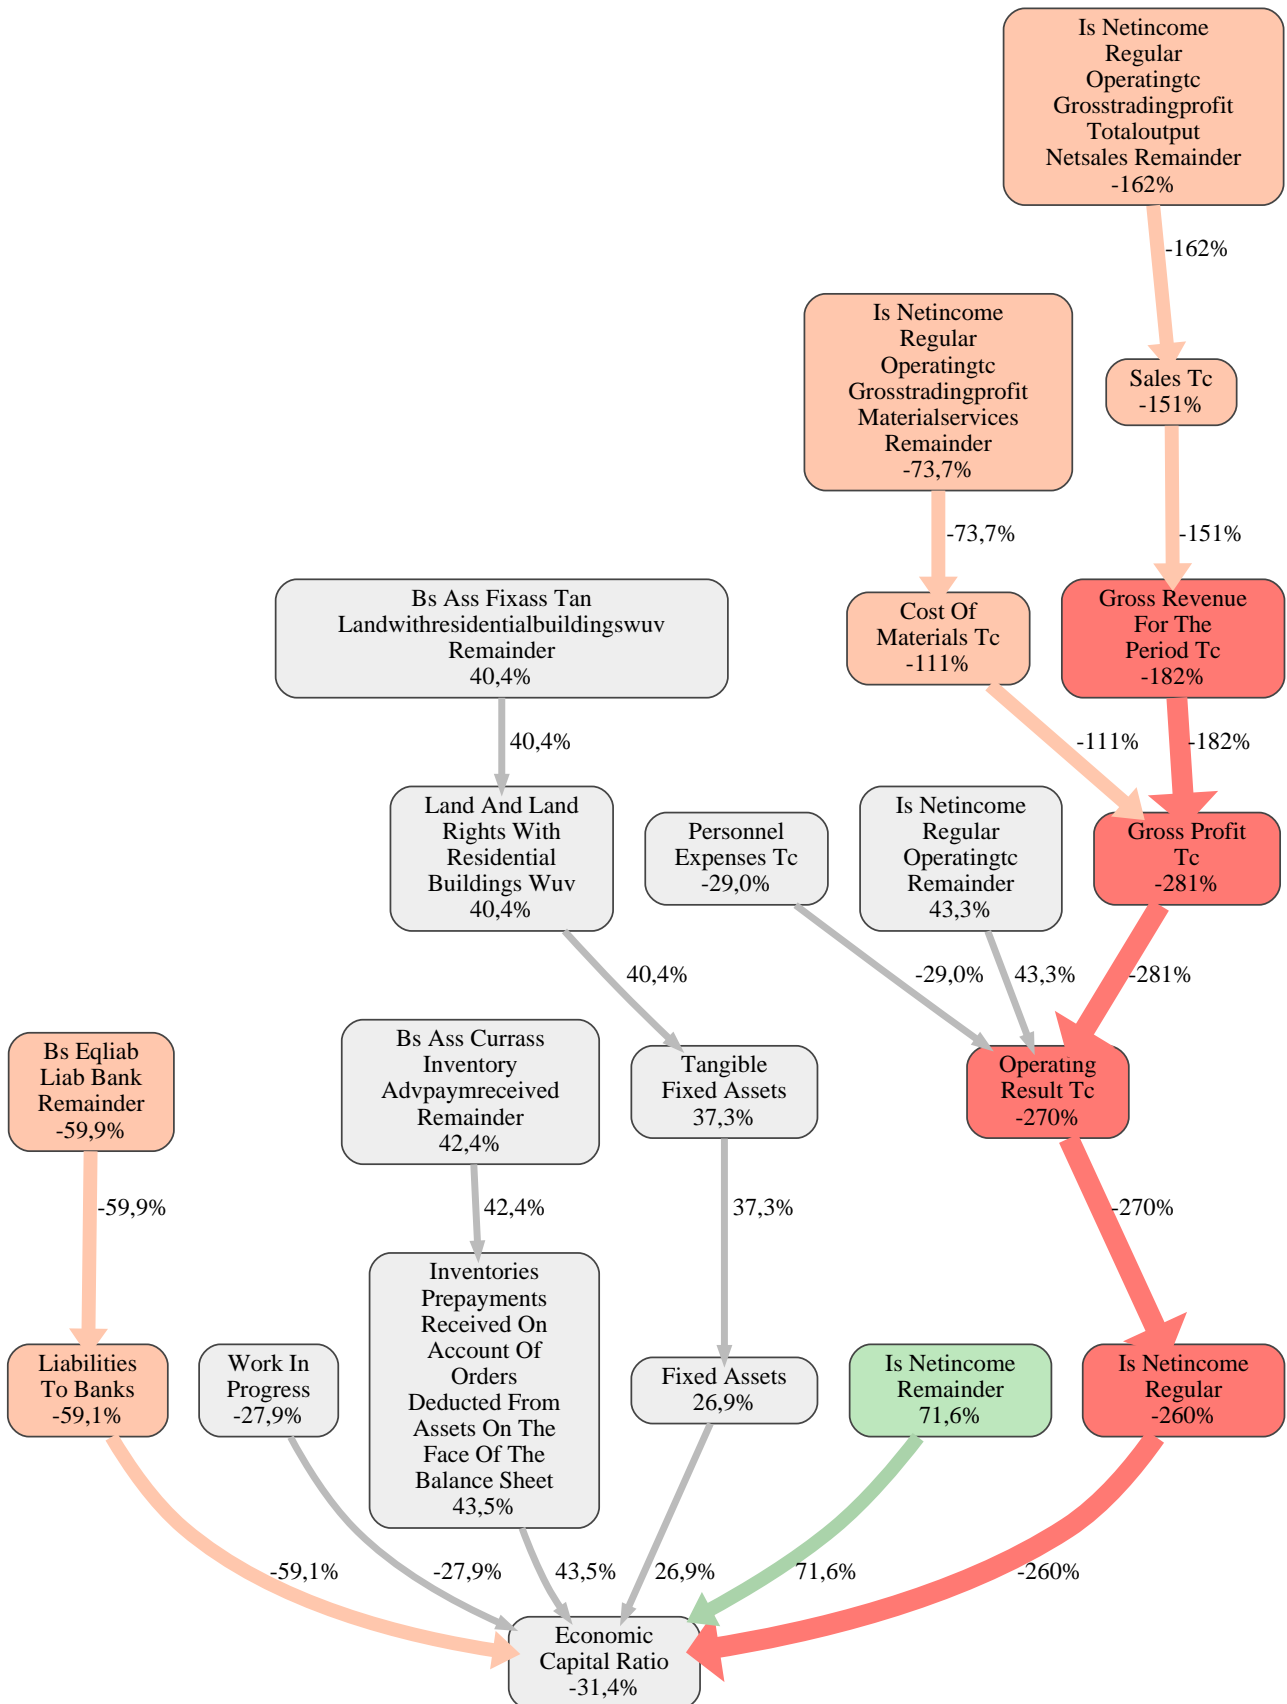 Is Netincome
Regular
Operatingtc
Grosstradingprofit
Totaloutput
Netsales Remainder
-162%
-162%
Is Netincome
Regular
Operatingtc
Grosstradingprofit
Materialservices
Remainder
-73,7%
Sales Tc
-151%
-73,7%
-151%
Bs Ass Fixass Tan
Landwithresidentialbuildingswuv
Remainder
40,4%
Cost Of
Materials Tc
-111%
Gross Revenue
For The
Period Tc
-182%
40,4%
-111%
-182%
Land And Land
Rights With
Residential
Buildings Wuv
40,4%
Personnel
Expenses Tc
-29,0%
Is Netincome
Regular
Operatingtc
Remainder
43,3%
Gross Profit
Tc
-281%
40,4%
-29,0%
43,3%
-281%
Bs Eqliab
Liab Bank
Remainder
-59,9%
Bs Ass Currass
Inventory
Advpaymreceived
Remainder
42,4%
Tangible
Fixed Assets
37,3%
Operating
Result Tc
-270%
-59,9%
42,4%
37,3%
-270%
Liabilities
To Banks
-59,1%
Work In
Progress
-27,9%
Inventories
Prepayments
Received On
Account Of
Orders
Deducted From
Assets On The
Face Of The
Balance Sheet
43,5%
Fixed Assets
26,9%
Is Netincome
Remainder
71,6%
Is Netincome
Regular
-260%
-59,1%
-27,9%
43,5%
26,9%
71,6%
-260%
Economic
Capital Ratio
-31,4%